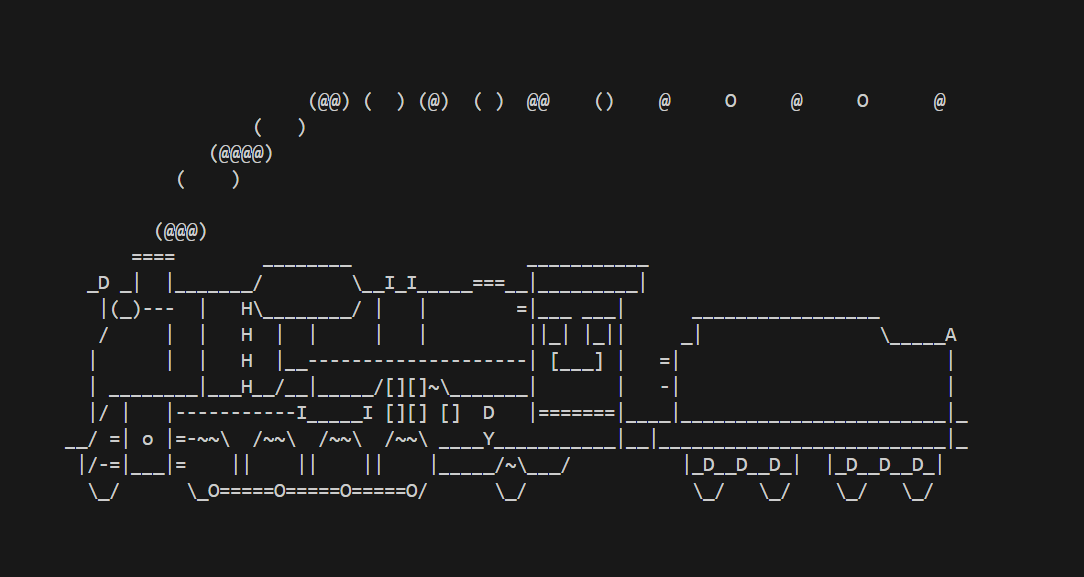 (@@) (  ) (@)  ( )  @@    ()    @     O     @     O      @
                 (   )
             (@@@@)
          (    )

        (@@@)
      ====        ________                ___________
  _D _|  |_______/        \__I_I_____===__|_________|
   |(_)---  |   H\________/ |   |        =|___ ___|      _________________
   /     |  |   H  |  |     |   |         ||_| |_||     _|                \_____A
  |      |  |   H  |__--------------------| [___] |   =|                        |
  | ________|___H__/__|_____/[][]~\_______|       |   -|                        |
  |/ |   |-----------I_____I [][] []  D   |=======|____|________________________|_
__/ =| o |=-~~\  /~~\  /~~\  /~~\ ____Y___________|__|__________________________|_
 |/-=|___|=    ||    ||    ||    |_____/~\___/          |_D__D__D_|  |_D__D__D_|
  \_/      \_O=====O=====O=====O/      \_/               \_/   \_/    \_/   \_/